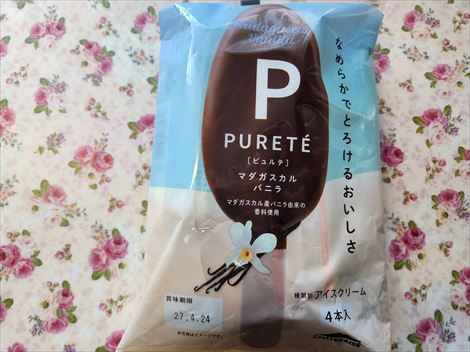 Madagascar
Vanilla
P
PURETÉ
[ピュルテ]
マダガスカル
バニラ
マダガスカル産バニラ由来の
香料使用
なめらかでとろけるおいしさ
賞味期限
27.4.24
種類別 アイスクリーム
4本入
CHATERAISÉ